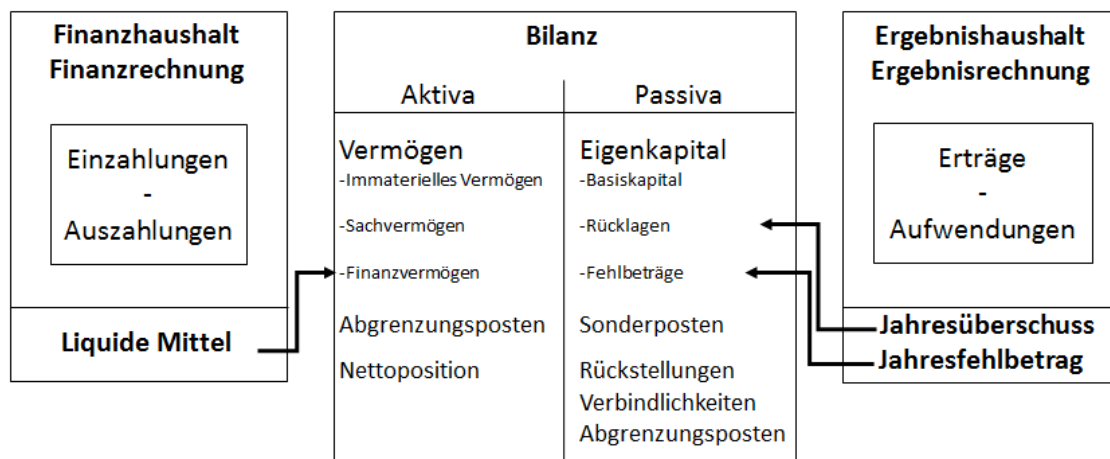 Finanzhaushalt
Finanzrechnung
Einzahlungen
-
Auszahlungen
Liquide Mittel
Bilanz
Aktiva
Vermögen
-Immaterielles Vermögen
-Sachvermögen
-Finanzvermögen
Abgrenzungsposten
Nettoposition
Passiva
Eigenkapital
-Basiskapital
-Rücklagen
-Fehlbeträge
Sonderposten
Rückstellungen
Verbindlichkeiten
Abgrenzungsposten
Ergebnishaushalt
Ergebnisrechnung
Erträge
-
Aufwendungen
Jahresüberschuss
Jahresfehlbetrag